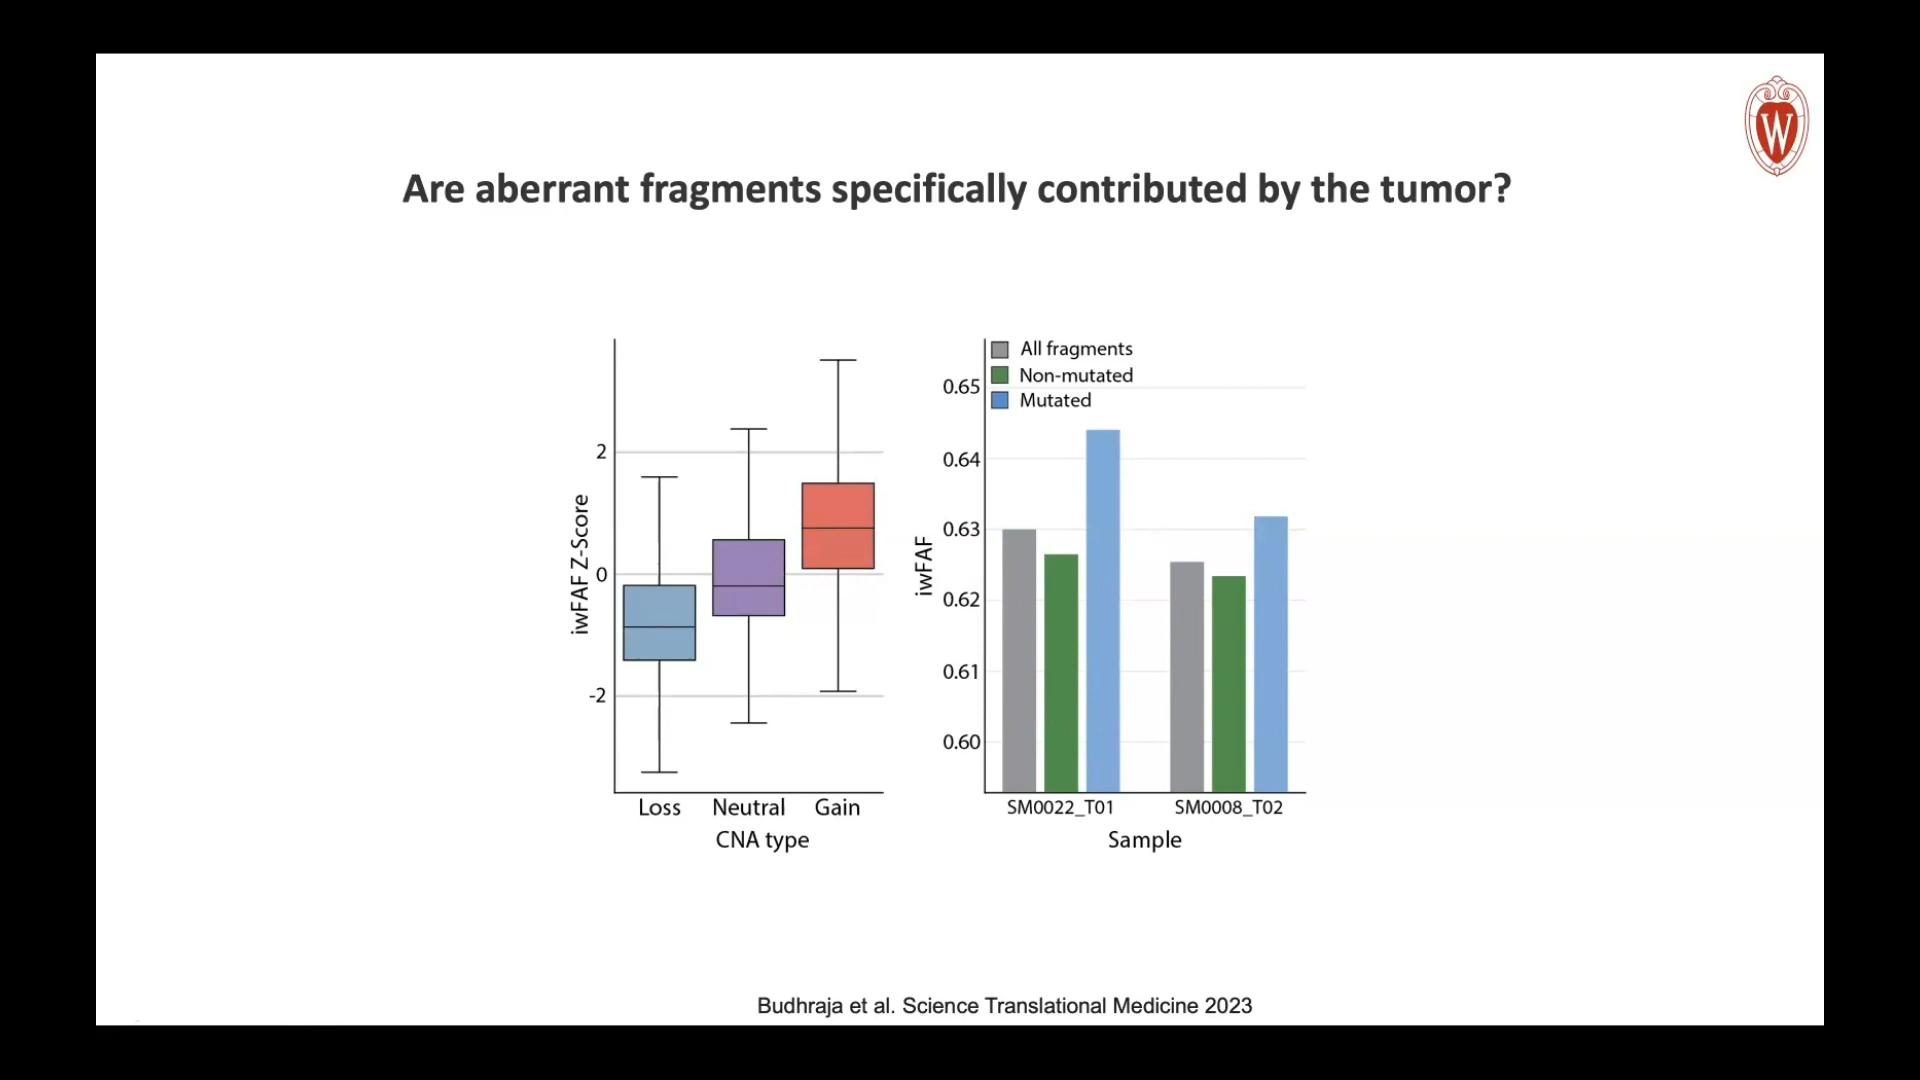 W
Are aberrant fragments specifically contributed by the tumor?
iwFAF Z-Score
2
0
-2
Loss Neutral Gain
CNA type
All fragments
Non-mutated
Mutated
iwFAF
0.65
0.64
0.63
0.62
0.61
0.60
SM0022_T01 SM0008_T02
Sample
Budhraja et al. Science Translational Medicine 2023